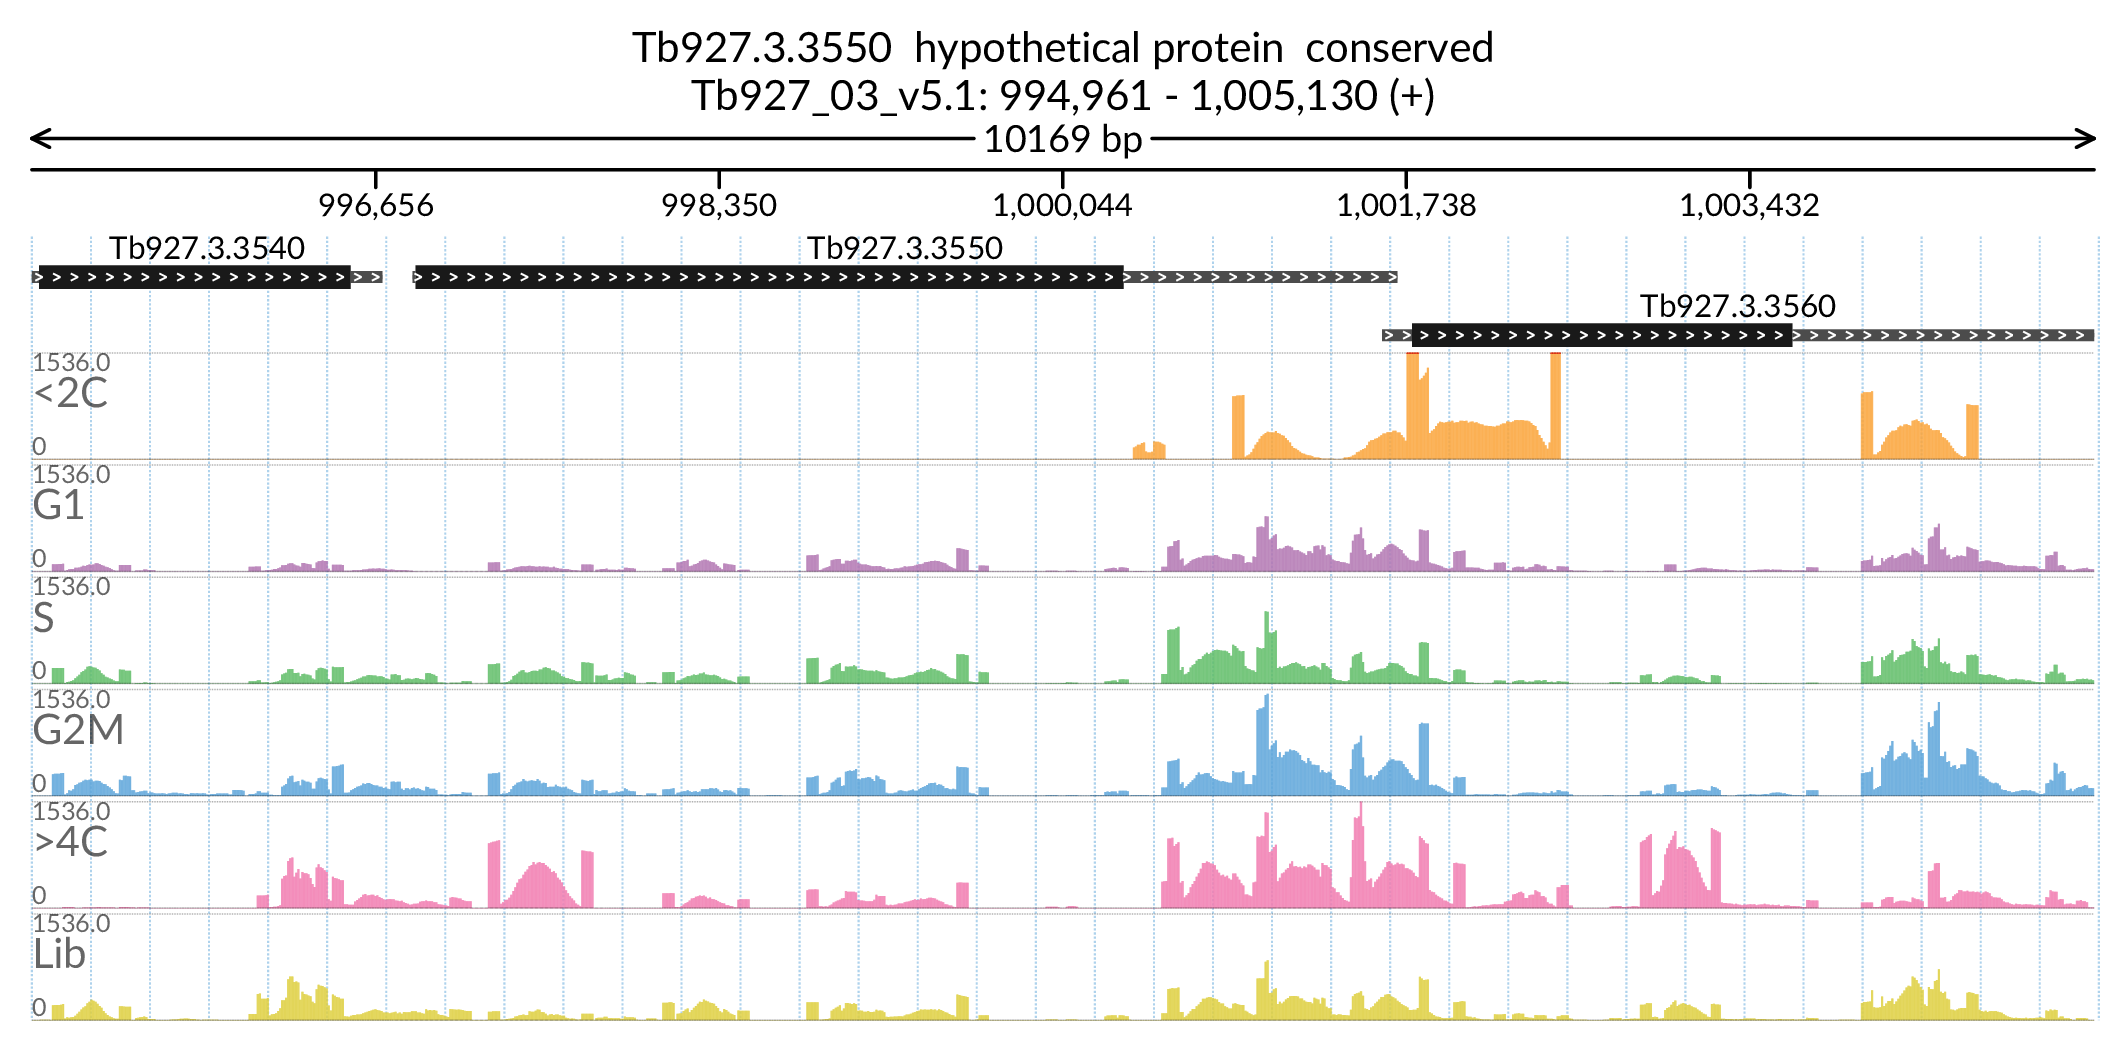 Tb927.3.3550  hypothetical protein  conserved
Tb927_03_v5.1: 994,961 - 1,005,130 (+)
10169 bp
996,656 998,350 1,000,044 1,001,738 1,003,432
Tb927.3.3540 Tb927.3.3550
Tb927.3.3560
1536.0
<2C
0
1536.0
G1
0
1536.0
S
0
1536.0
G2M
0
1536.0
>4C
0
1536.0
Lib
0